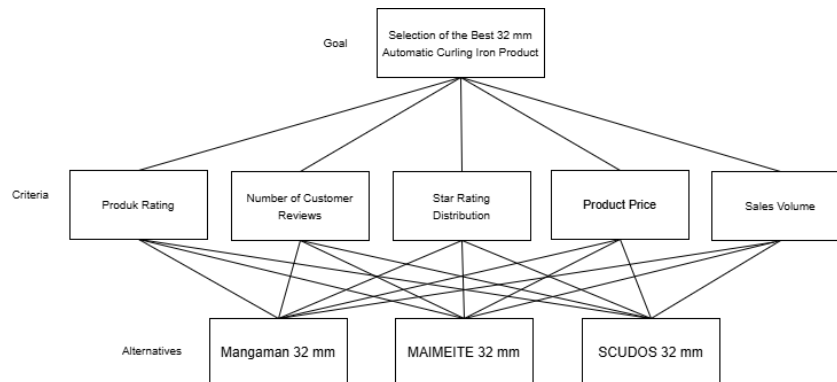 Goal
Selection of the Best 32 mm
Automatic Curling Iron Product
Criteria
Produk Rating
Number of Customer
Reviews
Star Rating
Distribution
Product Price
Sales Volume
Alternatives
Mangaman 32 mm
MAIMEITE 32 mm
SCUDOS 32 mm